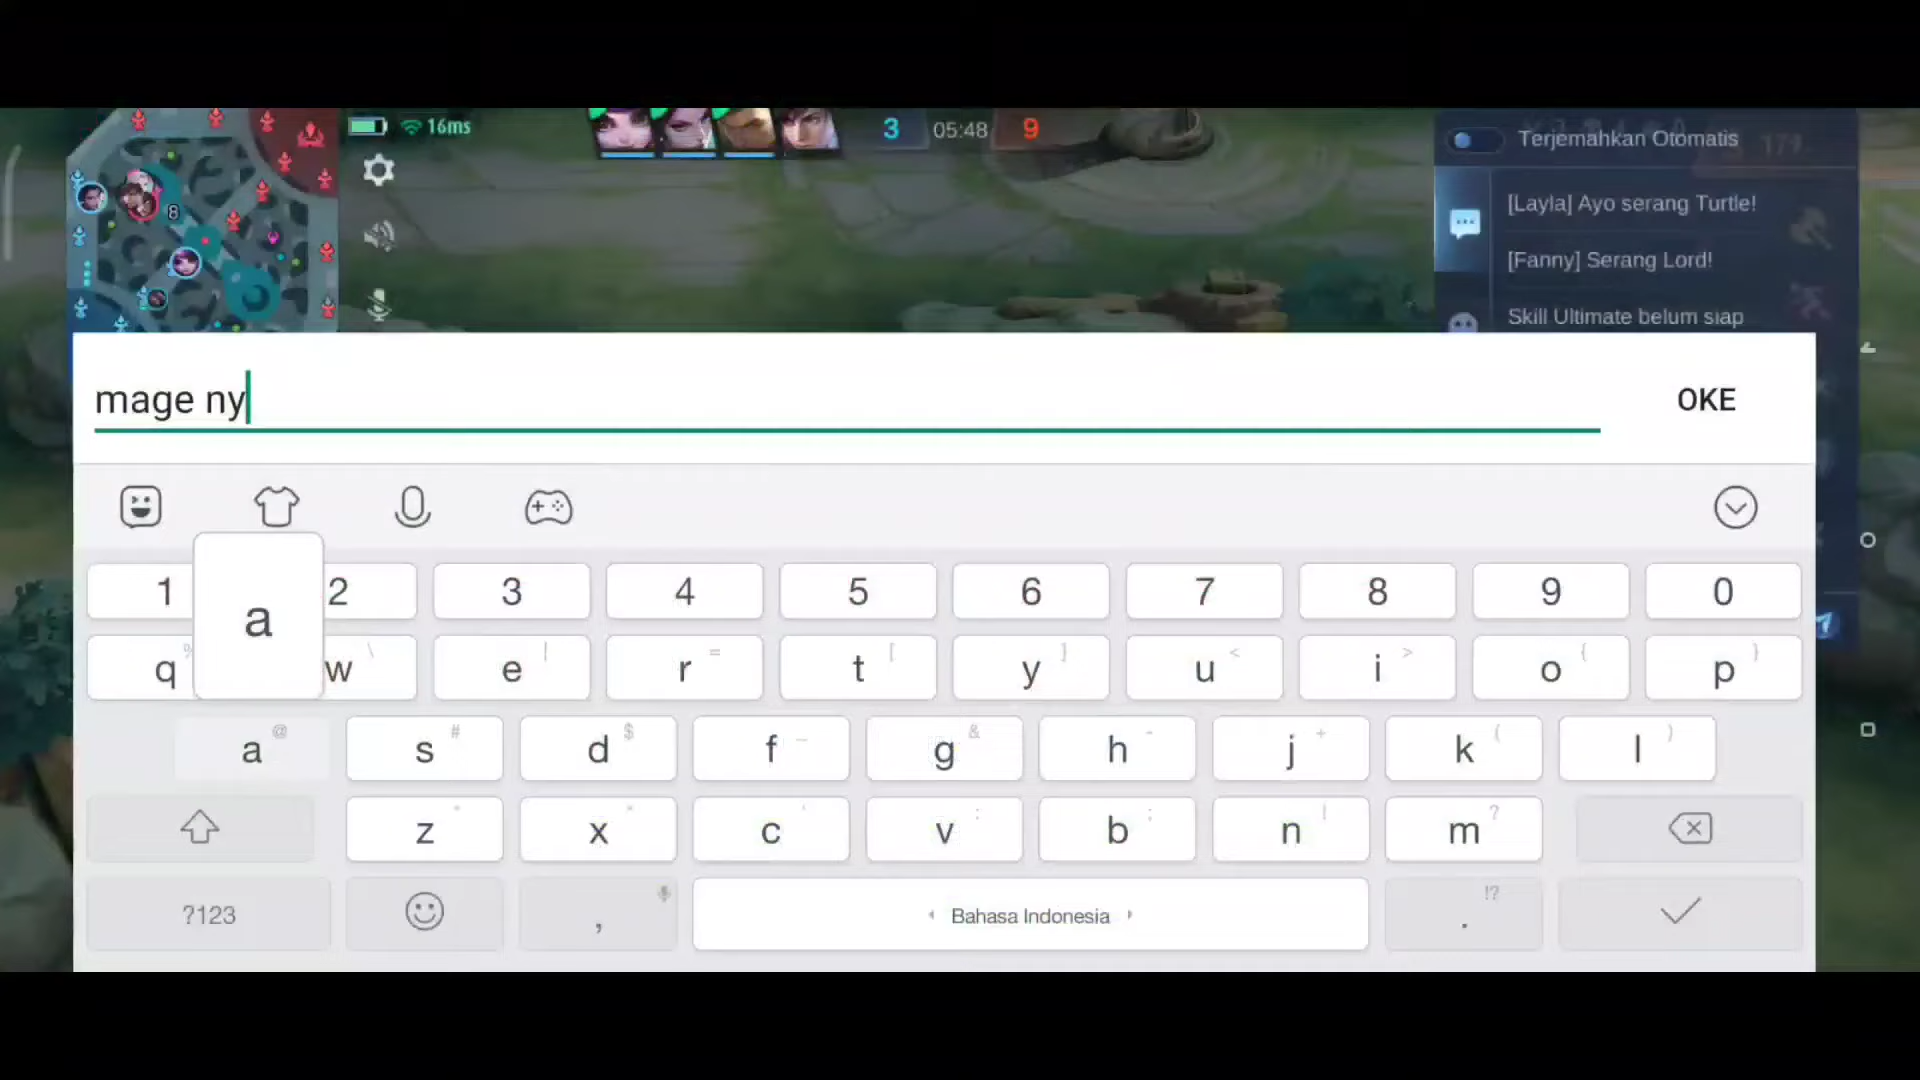 16ms
3 05:48 9
Terjemahkan Otomatis
[Layla] Ayo serang Turtle!
[Fanny] Serang Lord!
Skill Ultimate belum siap
8
mage ny
OKE
1 2 3 4 5 6 7 8 9 0
a
q w e r t y u i o p
a s d f g h j k l
z x c v b n m
?123 , Bahasa Indonesia .